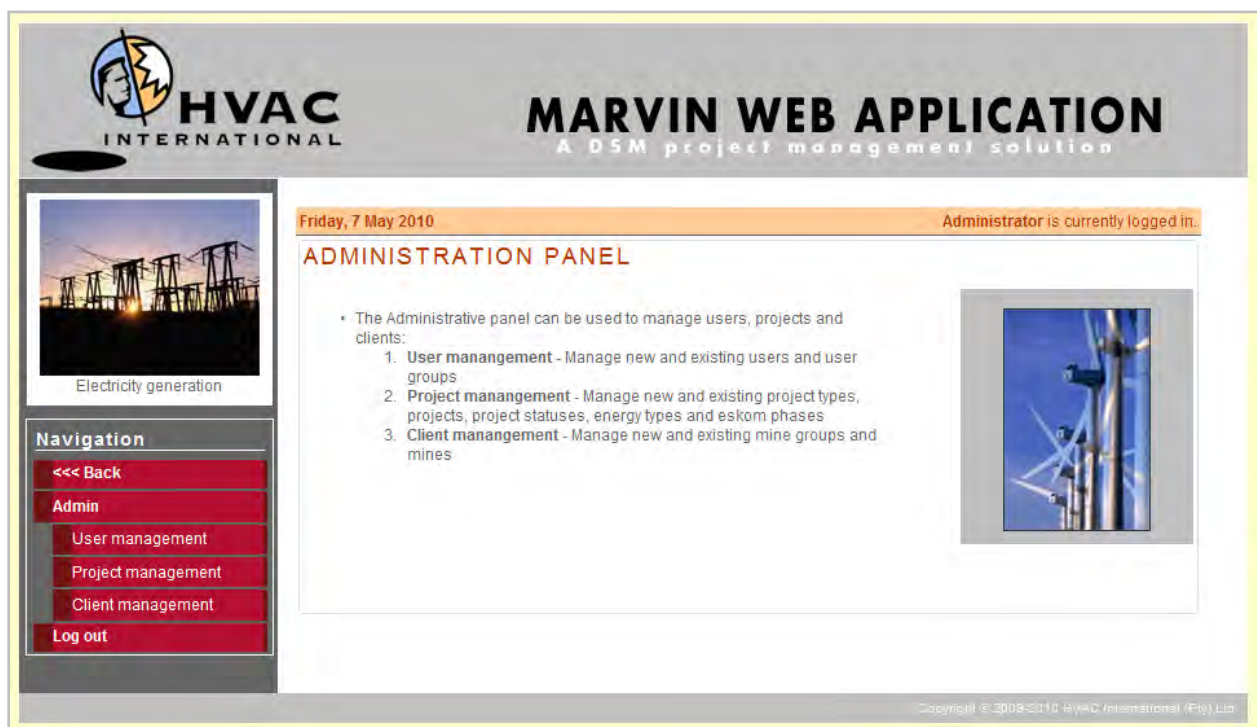 HVAC
INTERNATIONAL
MARVIN WEB APPLICATION
A DSM project management solution
Electricity generation
Navigation
<<< Back
Admin
User management
Project management
Client management
Log out
Friday, 7 May 2010
Administrator is currently logged in.
ADMINISTRATION PANEL
• The Administrative panel can be used to manage users, projects and
clients:
1. User manangement - Manage new and existing users and user
groups
2. Project manangement - Manage new and existing project types,
projects, project statuses, energy types and eskom phases
3. Client manangement - Manage new and existing mine groups and
mines
Copyright © 2009-2010 HVAC International (Pty) Ltd